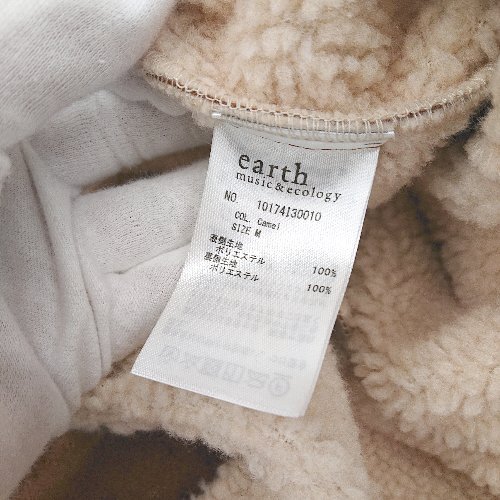 earth
music&ecology
NO 10174130010
COL. Camel
SIZE M
表側生地
ポリエステル 100%
裏側生地
ポリエステル 100%